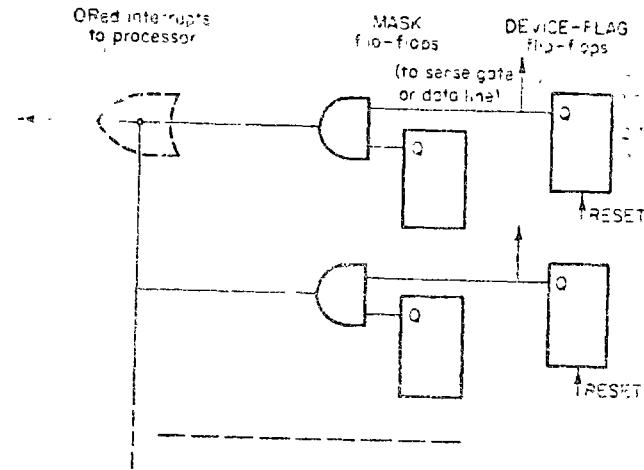 ORed interrupts
to processor
MASK
flip-flops
DEVICE-FLAG
flip-flops
(to sense gate
or data line)
Q
Q
RESET
Q
Q
RESET